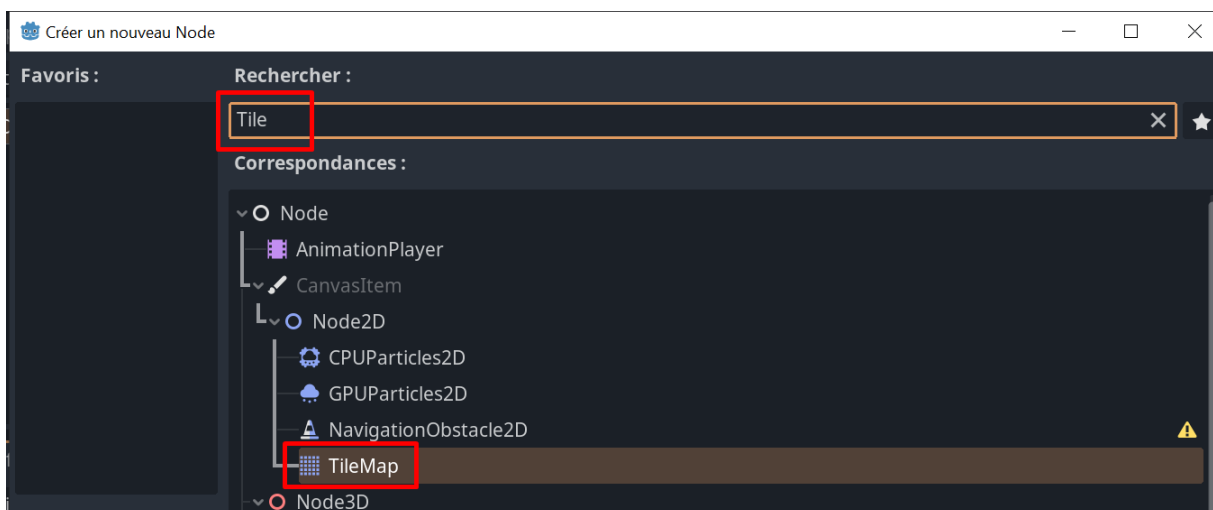 Créer un nouveau Node
Favoris :
Rechercher :
Tile
Correspondances :
Node
AnimationPlayer
CanvasItem
Node2D
CPUParticles2D
GPUParticles2D
NavigationObstacle2D
TileMap
Node3D